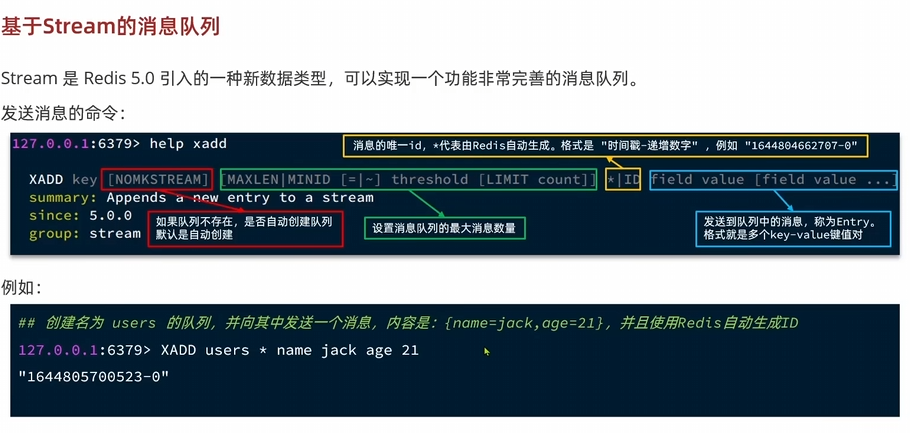 基于Stream的消息队列
Stream 是 Redis 5.0 引入的一种新数据类型，可以实现一个功能非常完善的消息队列。
发送消息的命令：
127.0.0.1:6379> help xadd
消息的唯一id，*代表由Redis自动生成。格式是 "时间戳-递增数字" ，例如 "1644804662707-0"
XADD key [NOMKSTREAM] [MAXLEN|MINID [=|~] threshold [LIMIT count]] *|ID field value [field value ...]
summary: Appends a new entry to a stream
since: 5.0.0
group: stream
如果队列不存在，是否自动创建队列
默认是自动创建
设置消息队列的最大消息数量
发送到队列中的消息，称为Entry。
格式就是多个key-value键值对
例如：
## 创建名为 users 的队列，并向其中发送一个消息，内容是：{name=jack,age=21}，并且使用Redis自动生成ID
127.0.0.1:6379> XADD users * name jack age 21
"1644805700523-0"